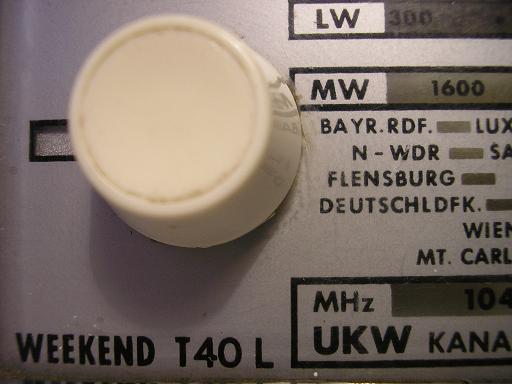 LW 300
MW 1600
BAYR.RDF. LUX
N-WDR SA
FLENSBURG
DEUTSCHLDFK.
WIEN
MT. CARL
MHz 104
UKW KANA
WEEKEND T40 L